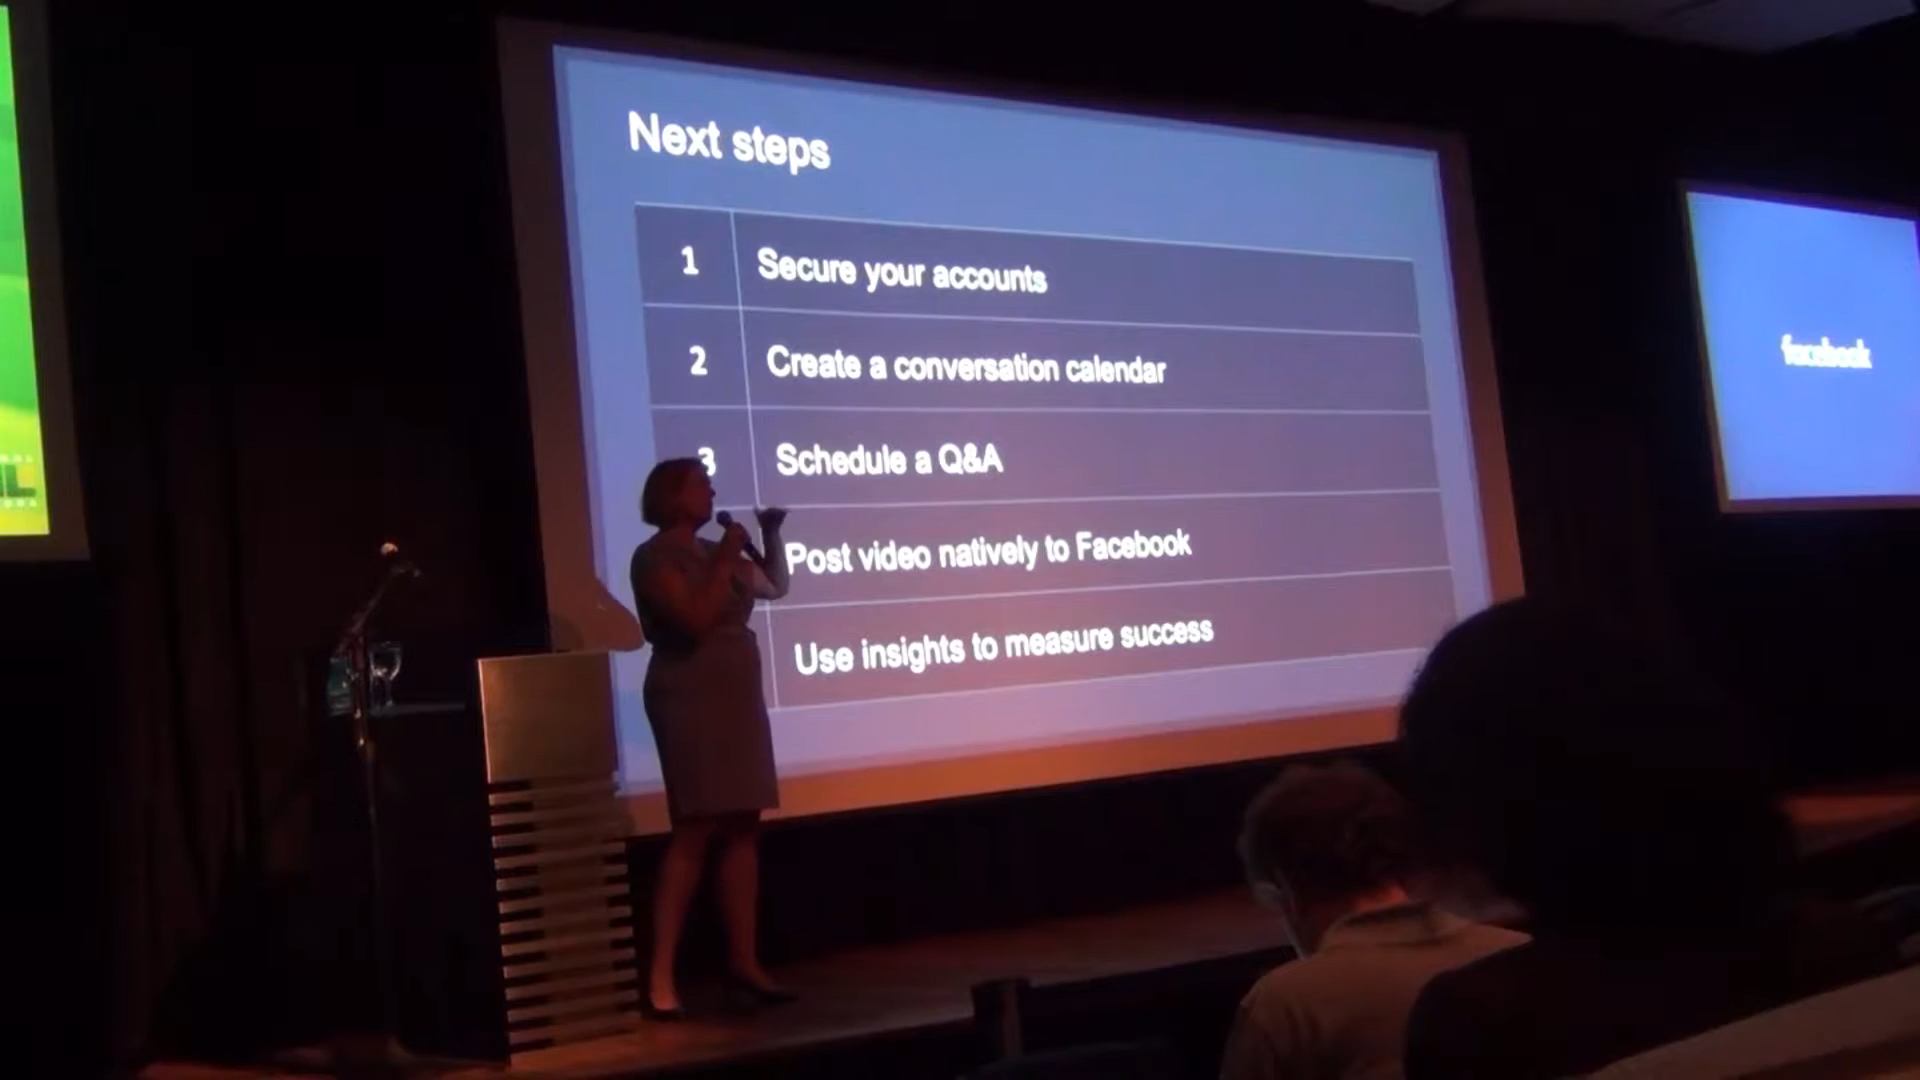 Next steps
1 Secure your accounts
2 Create a conversation calendar
3 Schedule a Q&A
Post video natively to Facebook
Use insights to measure success
facebook